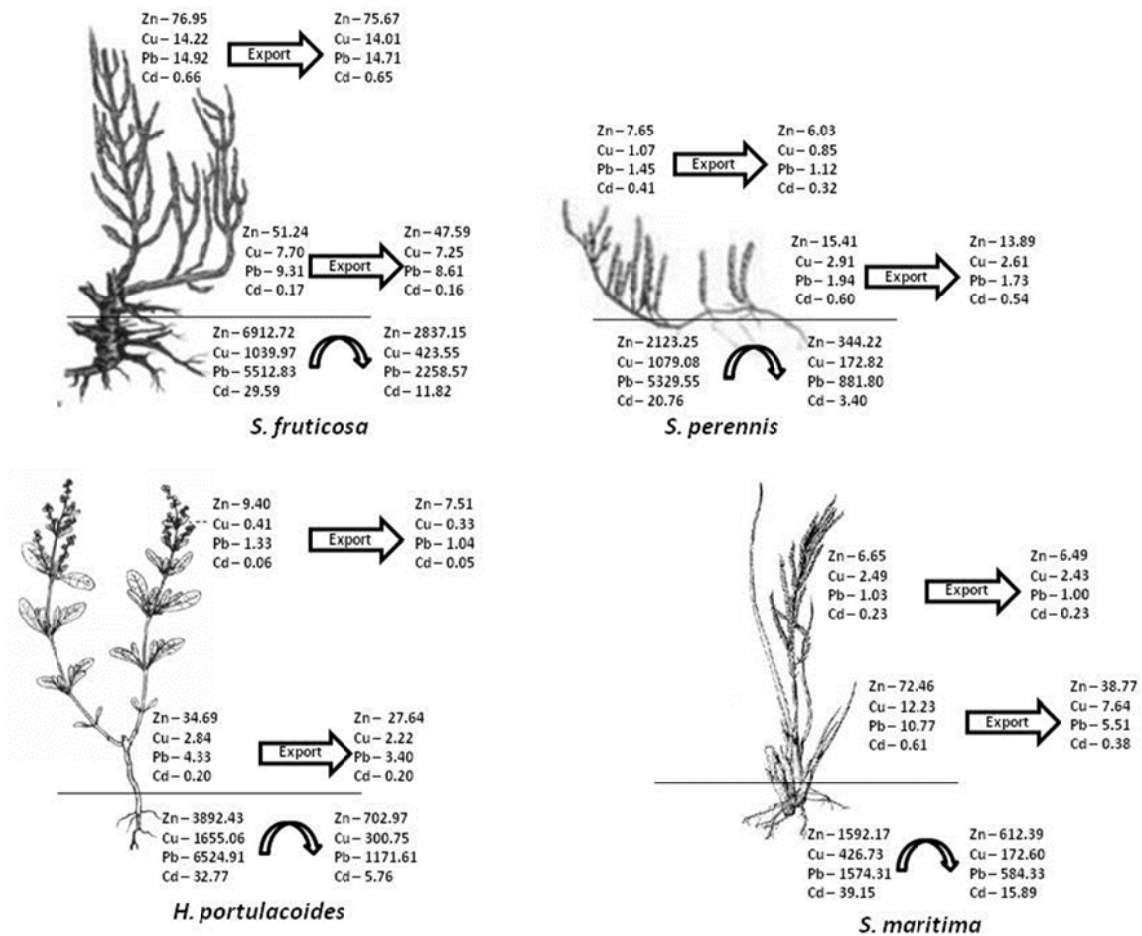 Zn – 76.95
Cu – 14.22
Pb – 14.92
Cd – 0.66
Export
Zn – 75.67
Cu – 14.01
Pb – 14.71
Cd – 0.65
Zn – 51.24
Cu – 7.70
Pb – 9.31
Cd – 0.17
Export
Zn – 47.59
Cu – 7.25
Pb – 8.61
Cd – 0.16
Zn – 6912.72
Cu – 1039.97
Pb – 5512.83
Cd – 29.59
Zn – 2837.15
Cu – 423.55
Pb – 2258.57
Cd – 11.82
S. fruticosa
Zn – 7.65
Cu – 1.07
Pb – 1.45
Cd – 0.41
Export
Zn – 6.03
Cu – 0.85
Pb – 1.12
Cd – 0.32
Zn – 15.41
Cu – 2.91
Pb – 1.94
Cd – 0.60
Export
Zn – 13.89
Cu – 2.61
Pb – 1.73
Cd – 0.54
Zn – 2123.25
Cu – 1079.08
Pb – 5329.55
Cd – 20.76
Zn – 344.22
Cu – 172.82
Pb – 881.80
Cd – 3.40
S. perennis
Zn – 9.40
Cu – 0.41
Pb – 1.33
Cd – 0.06
Export
Zn – 7.51
Cu – 0.33
Pb – 1.04
Cd – 0.05
Zn – 34.69
Cu – 2.84
Pb – 4.33
Cd – 0.20
Export
Zn – 27.64
Cu – 2.22
Pb – 3.40
Cd – 0.20
Zn – 3892.43
Cu – 1655.06
Pb – 6524.91
Cd – 32.77
Zn – 702.97
Cu – 300.75
Pb – 1171.61
Cd – 5.76
H. portulacoides
Zn – 6.65
Cu – 2.49
Pb – 1.03
Cd – 0.23
Export
Zn – 6.49
Cu – 2.43
Pb – 1.00
Cd – 0.23
Zn – 72.46
Cu – 12.23
Pb – 10.77
Cd – 0.61
Export
Zn – 38.77
Cu – 7.64
Pb – 5.51
Cd – 0.38
Zn – 1592.17
Cu – 426.73
Pb – 1574.31
Cd – 39.15
Zn – 612.39
Cu – 172.60
Pb – 584.33
Cd – 15.89
S. maritima